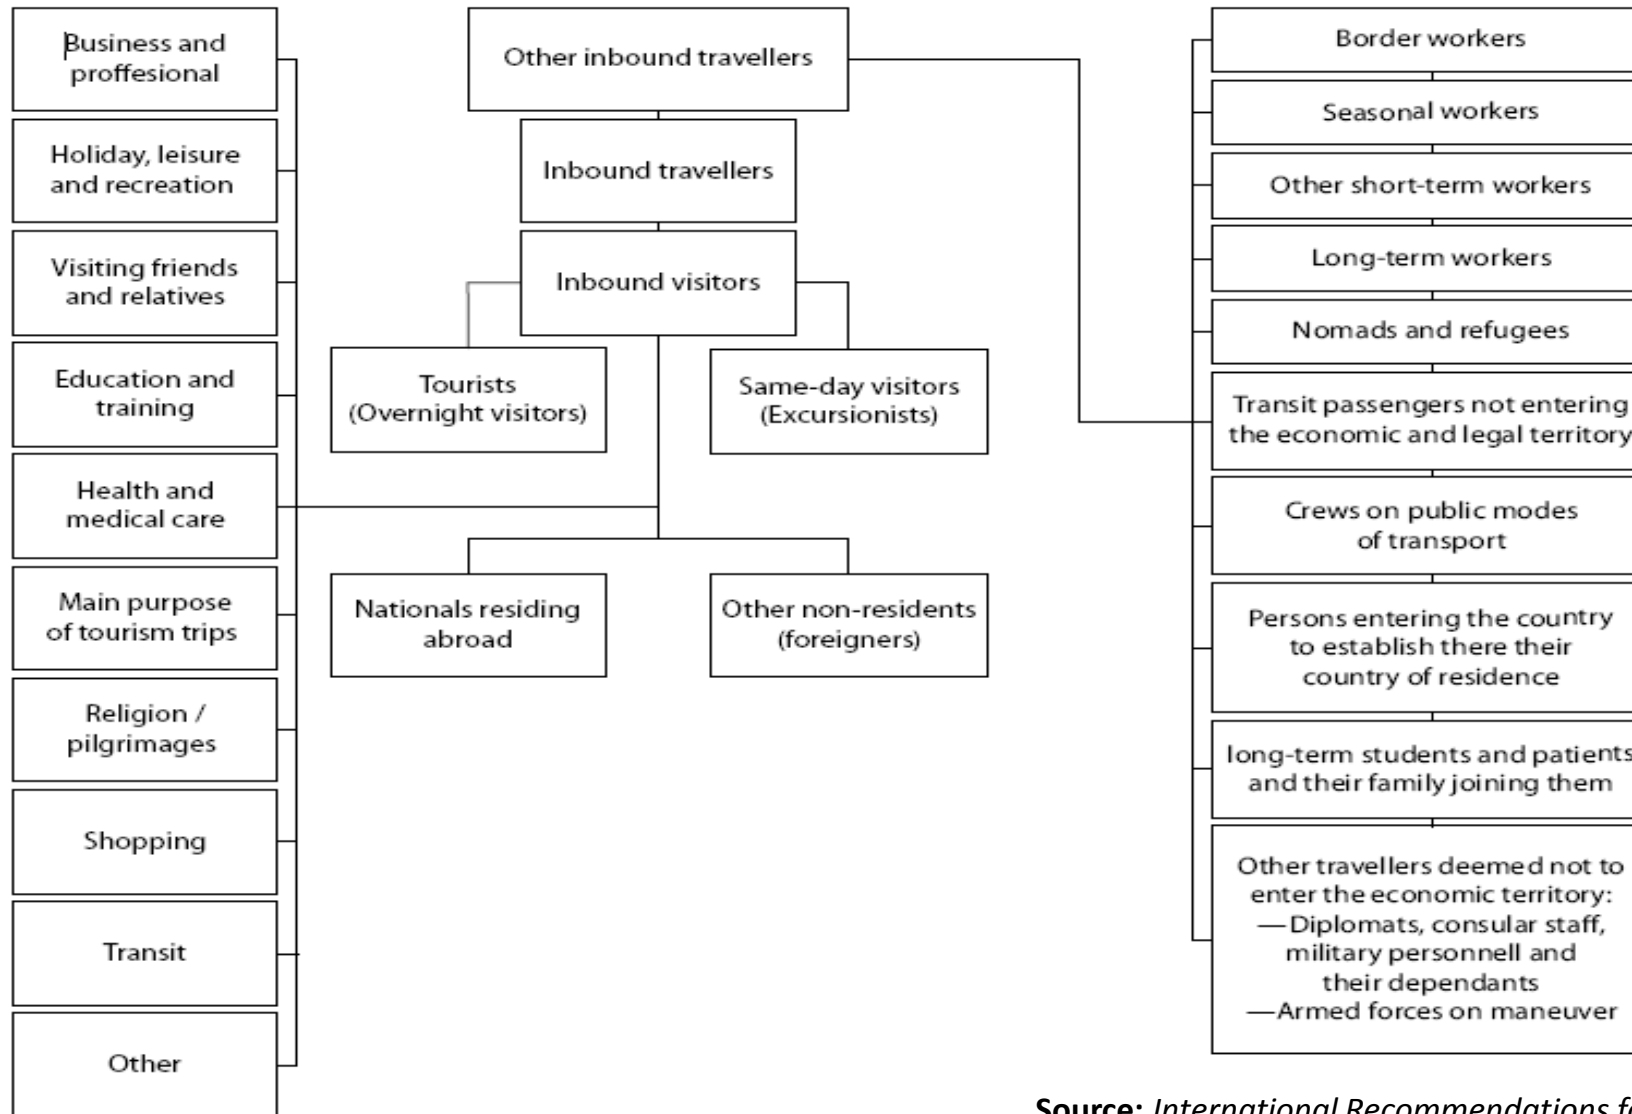 Business and
proffesional
Holiday, leisure
and recreation
Visiting friends
and relatives
Education and
training
Health and
medical care
Main purpose
of tourism trips
Religion /
pilgrimages
Shopping
Transit
Other
Other inbound travellers
Inbound travellers
Inbound visitors
Tourists
(Overnight visitors)
Same-day visitors
(Excursionists)
Nationals residing
abroad
Other non-residents
(foreigners)
Border workers
Seasonal workers
Other short-term workers
Long-term workers
Nomads and refugees
Transit passengers not entering
the economic and legal territory
Crews on public modes
of transport
Persons entering the country
to establish there their
country of residence
long-term students and patients
and their family joining them
Other travellers deemed not to
enter the economic territory:
—Diplomats, consular staff,
military personnell and
their dependants
—Armed forces on maneuver
Source: International Recommendations